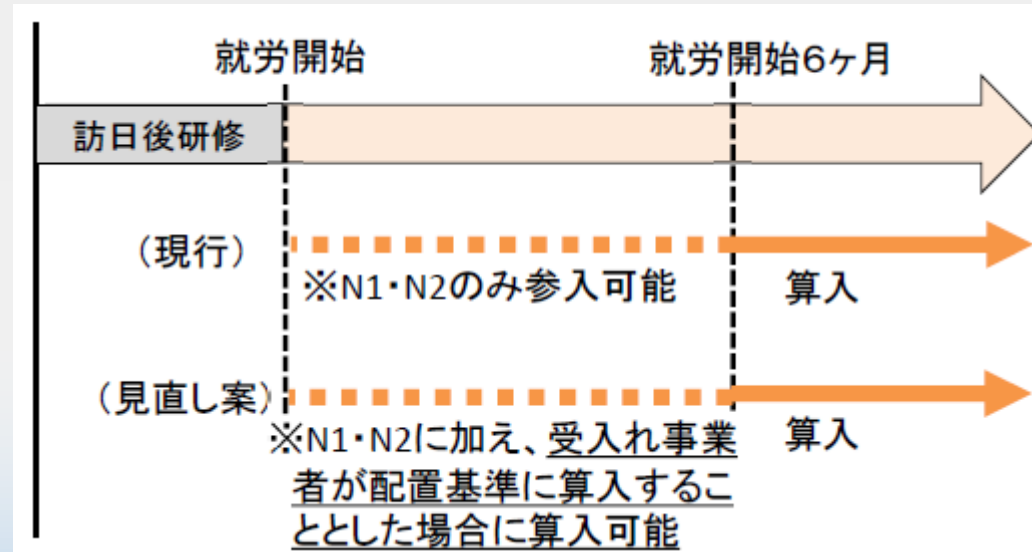 就労開始
就労開始６ヶ月
訪日後研修
（現行）
※N1・N2のみ参入可能
算入
（見直し案）
※N1・N2に加え、受入れ事業
者が配置基準に算入するこ
ととした場合に算入可能
算入